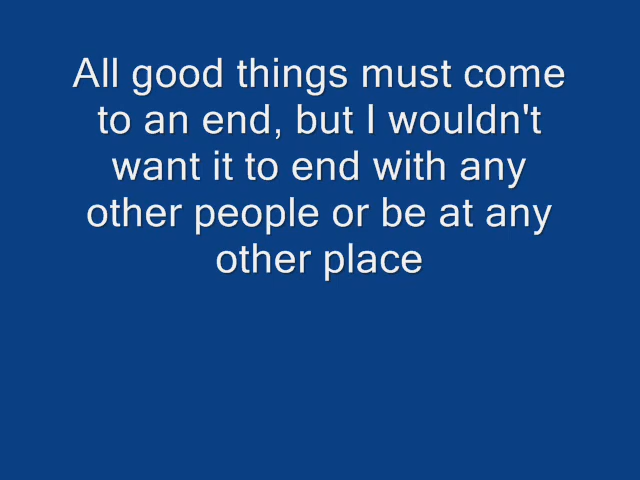 All good things must come
to an end, but I wouldn't
want it to end with any
other people or be at any
other place